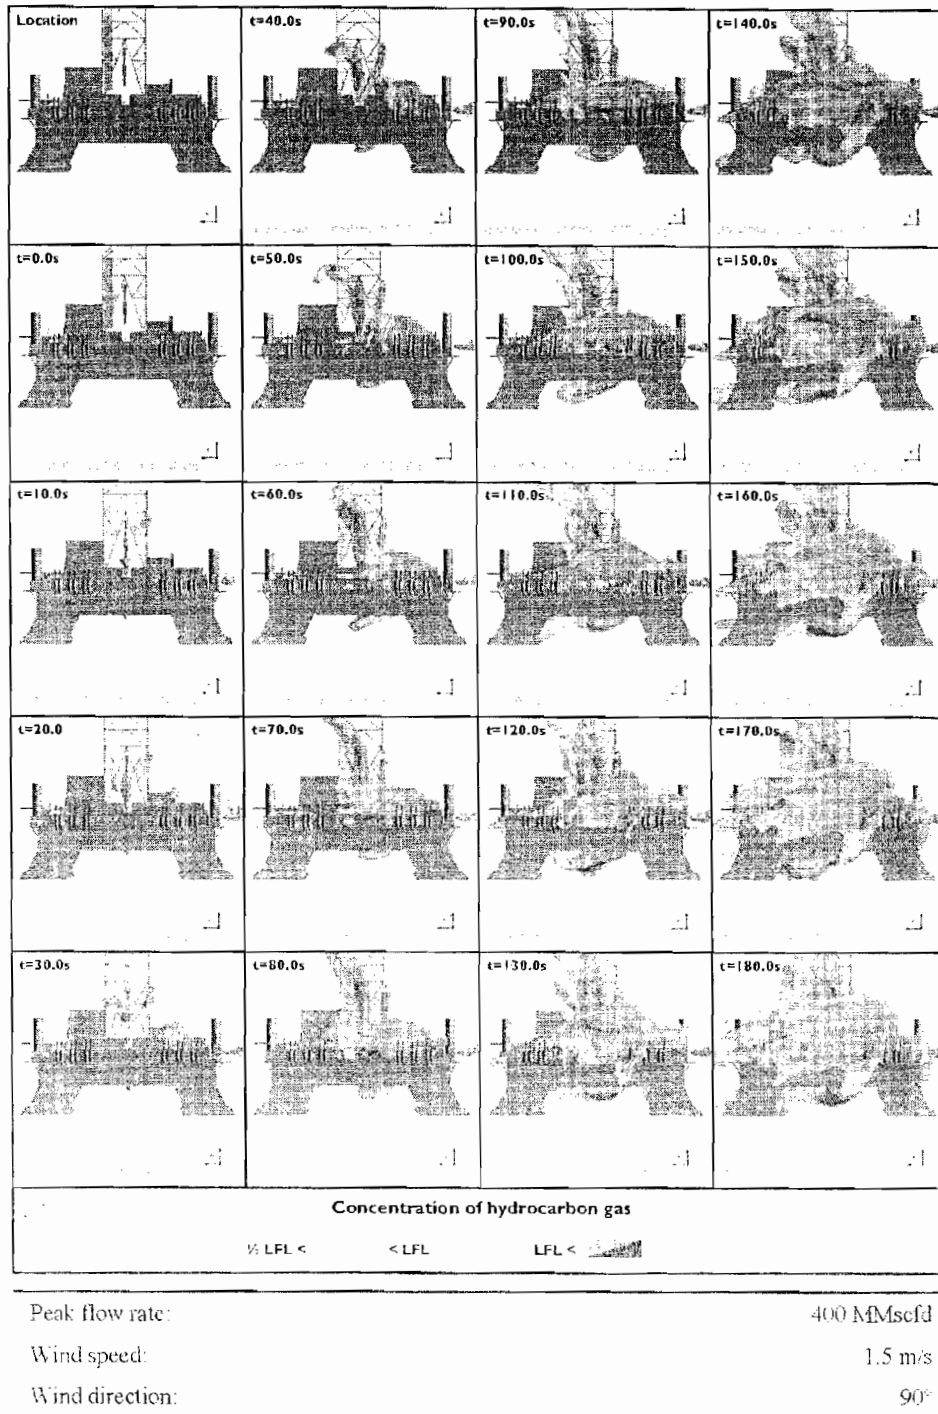 Location
t=40.0s
t=90.0s
t=140.0s
t=0.0s
t=50.0s
t=100.0s
t=150.0s
t=10.0s
t=60.0s
t=110.0s
t=160.0s
t=20.0
t=70.0s
t=120.0s
t=170.0s
t=30.0s
t=80.0s
t=130.0s
t=180.0s
Concentration of hydrocarbon gas
½ LFL < < LFL LFL <
Peak flow rate: 400 MMscfd
Wind speed: 1.5 m/s
Wind direction: 90°